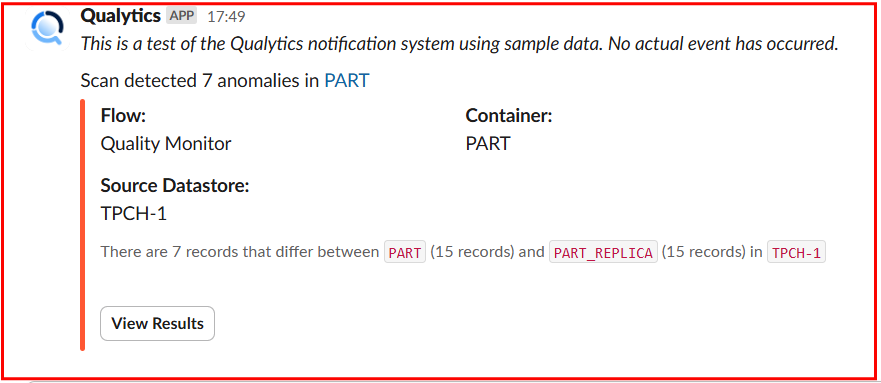 Qualytics APP 17:49
This is a test of the Qualytics notification system using sample data. No actual event has occurred.
Scan detected 7 anomalies in PART
Flow: Container:
Quality Monitor PART
Source Datastore:
TPCH-1
There are 7 records that differ between PART (15 records) and PART_REPLICA (15 records) in TPCH-1
View Results